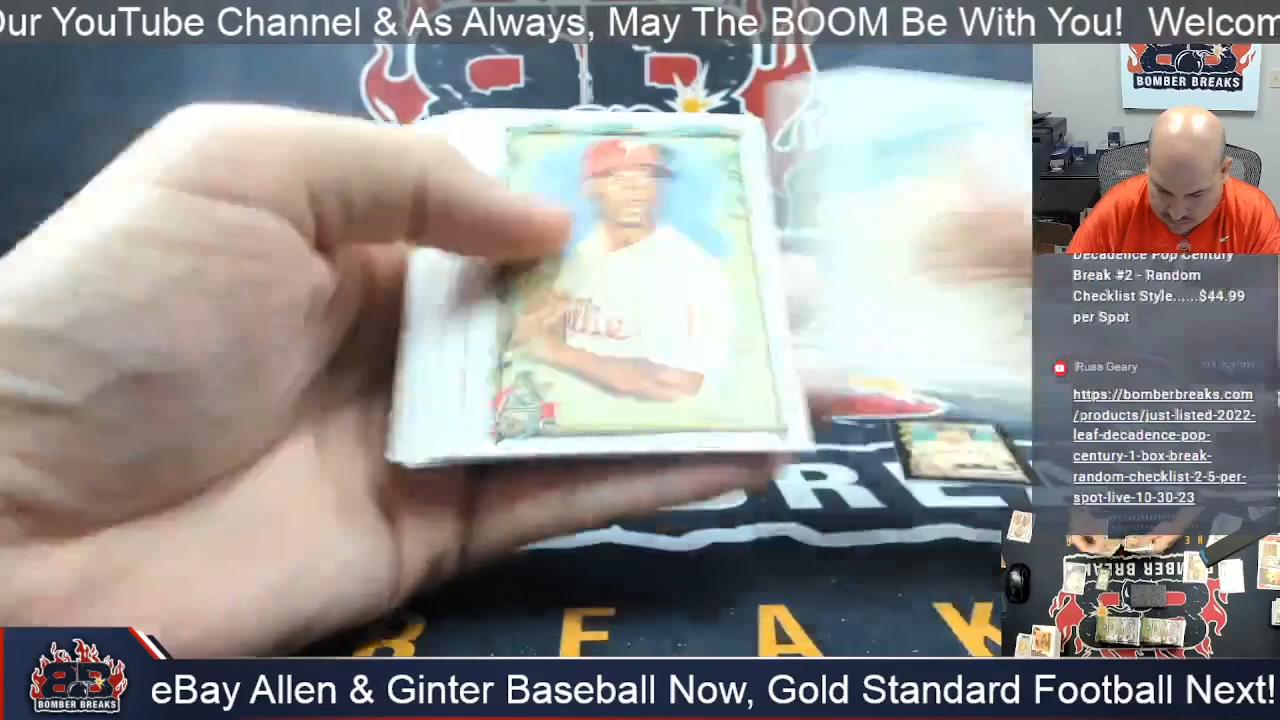 Our YouTube Channel & As Always, May The BOOM Be With You! Welcom
BOMBER BREAKS
Decadence Pop Century
Break #2 - Random
Checklist Style......$44.99
per Spot
Russ Geary
https://bomberbreaks.com
/products/just-listed-2022-
leaf-decadence-pop-
century-1-box-break-
random-checklist-2-5-per-
spot-live-10-30-23
BRE
B E A K
BOMBER BREAKS
eBay Allen & Ginter Baseball Now, Gold Standard Football Next!